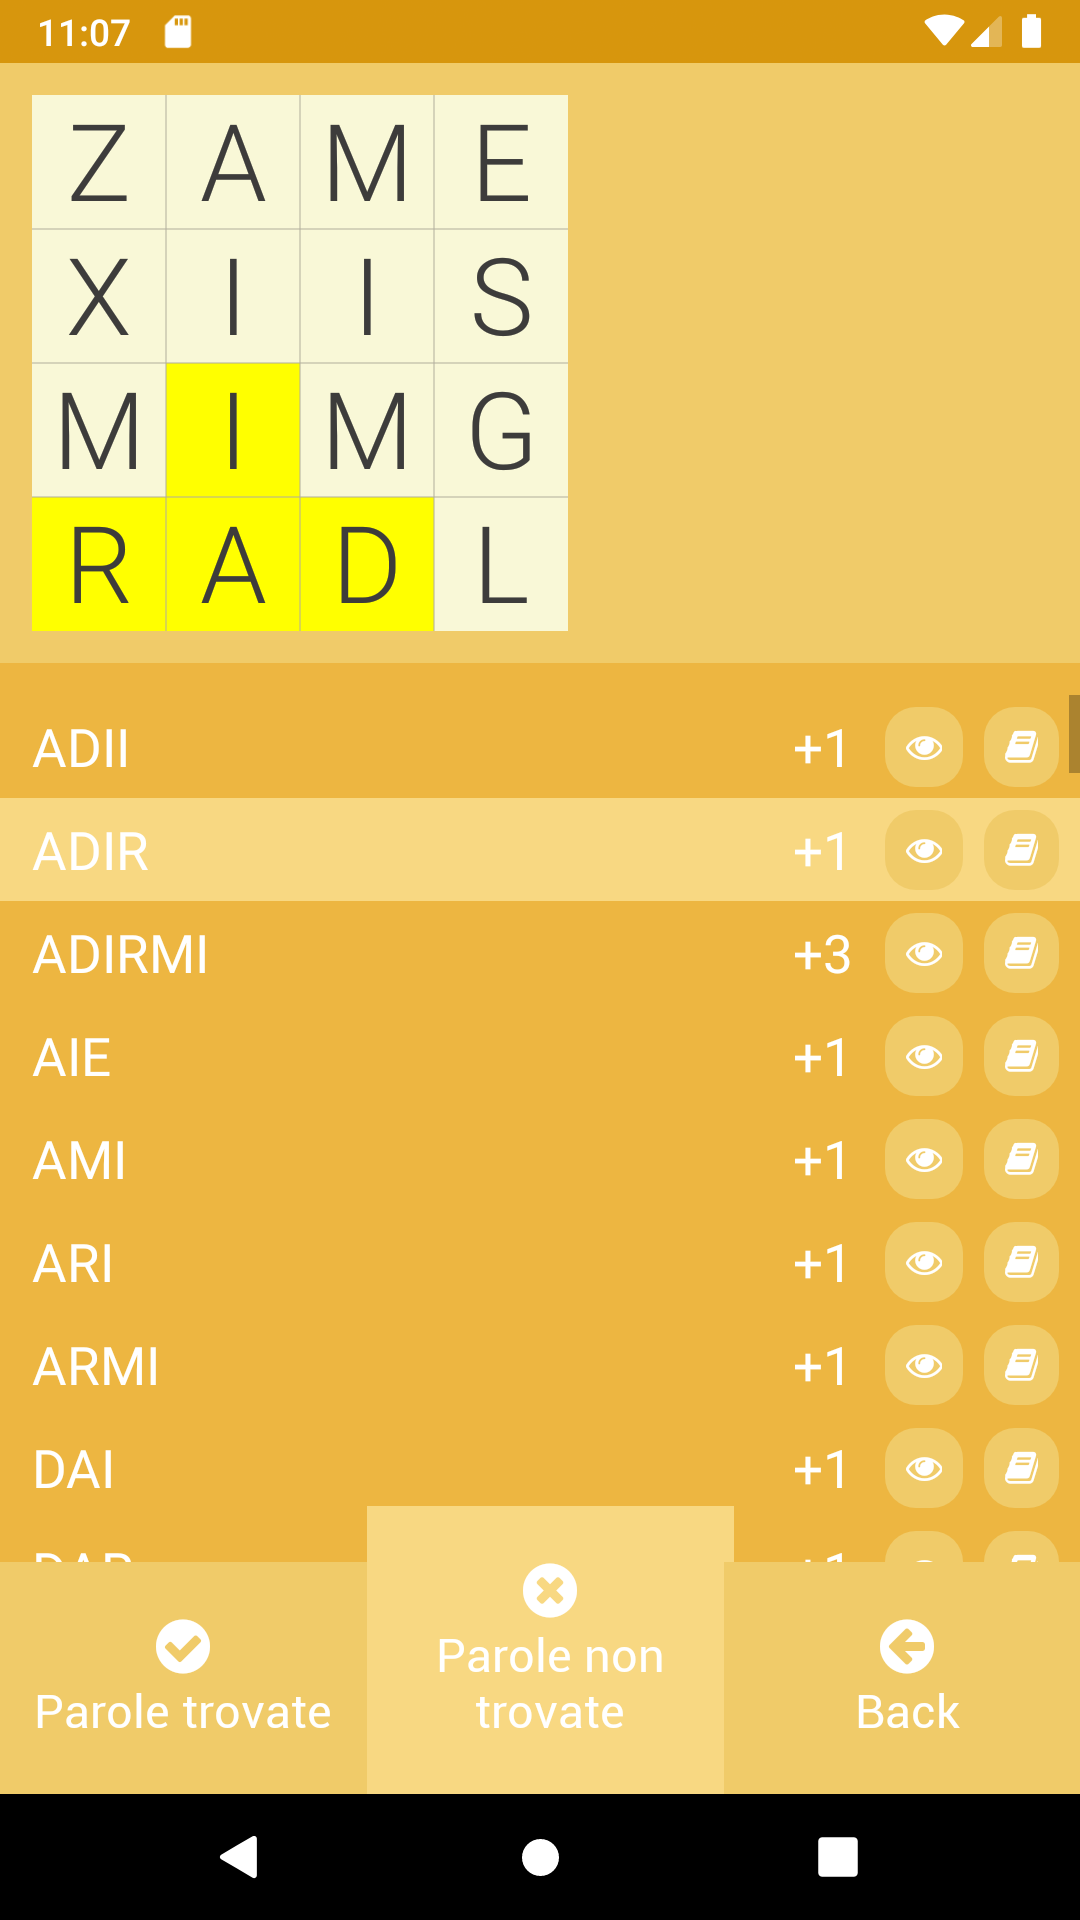 11:07
Z A M E
X I I S
M I M G
R A D L
ADII +1
ADIR +1
ADIRMI +3
AIE +1
AMI +1
ARI +1
ARMI +1
DAI +1
Parole trovate
Parole non
trovate
Back